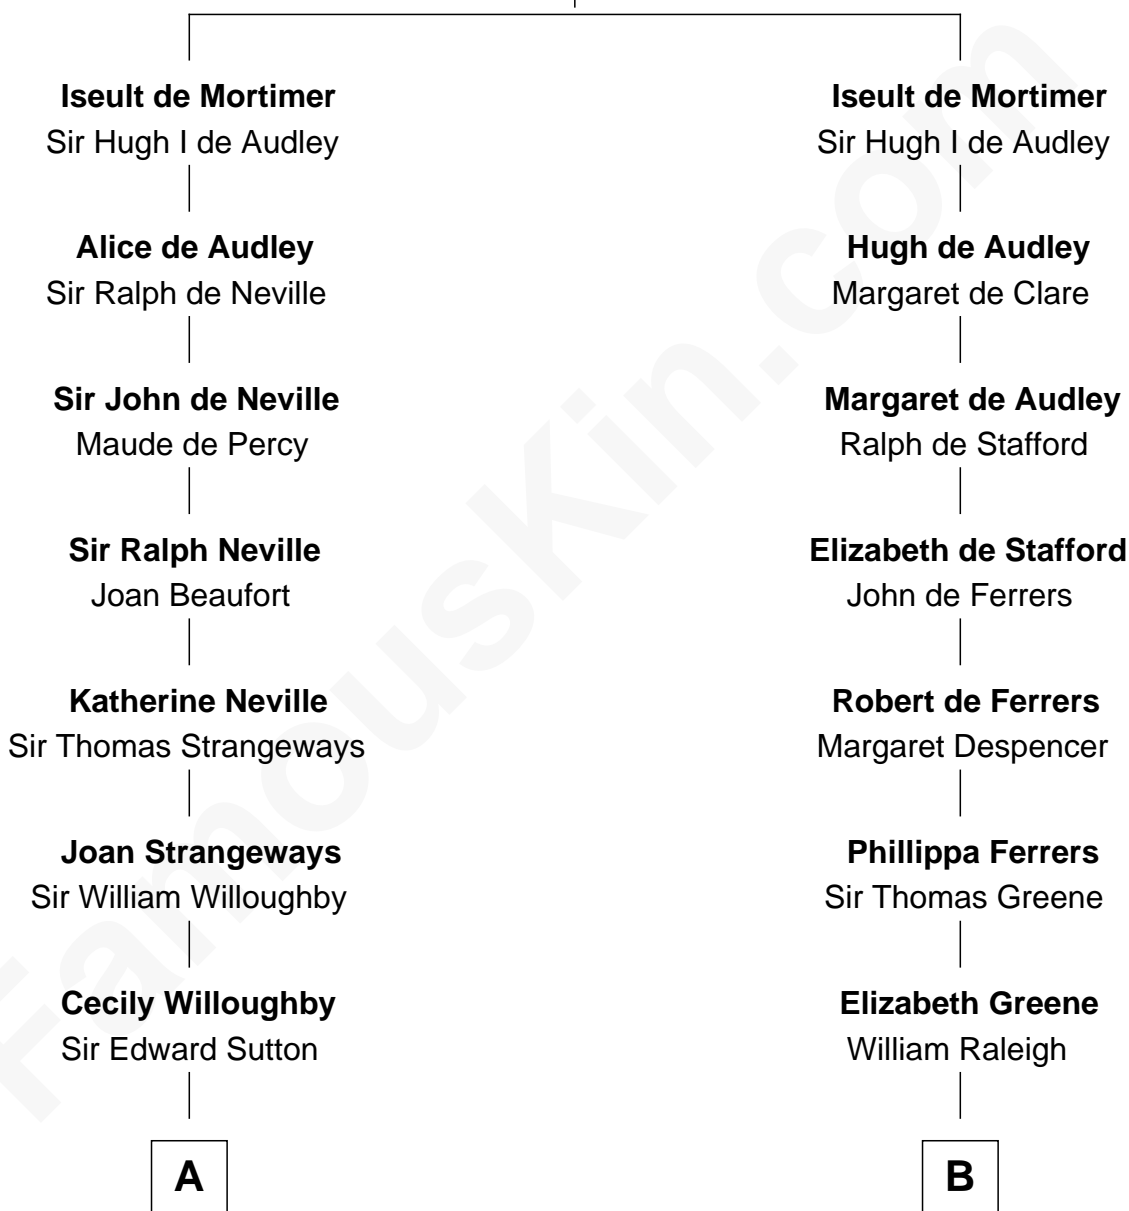 Iseult de Mortimer
Sir Hugh I de Audley
Alice de Audley
Sir Ralph de Neville
Sir John de Neville
Maude de Percy
Sir Ralph Neville
Joan Beaufort
Katherine Neville
Sir Thomas Strangeways
Joan Strangeways
Sir William Willoughby
Cecily Willoughby
Sir Edward Sutton
A
Iseult de Mortimer
Sir Hugh I de Audley
Hugh de Audley
Margaret de Clare
Margaret de Audley
Ralph de Stafford
Elizabeth de Stafford
John de Ferrers
Robert de Ferrers
Margaret Despencer
Phillippa Ferrers
Sir Thomas Greene
Elizabeth Greene
William Raleigh
B
FamousKin.com